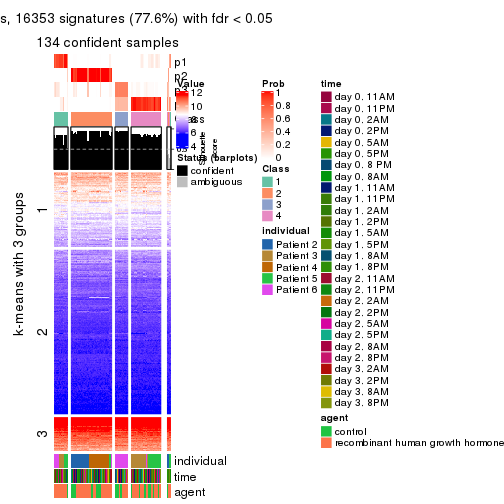 s, 16353 signatures (77.6%) with fdr < 0.05
134 confident samples
p1
p2
Value
12
10
8
6
4
Silhouette
score
Status (barplots)
confident
ambiguous
Prob
1
0.8
0.6
0.4
0.2
0
Class
1
2
3
4
individual
Patient 2
Patient 3
Patient 4
Patient 5
Patient 6
time
day 0. 11AM
day 0. 11PM
day 0. 2AM
day 0. 2PM
day 0. 5AM
day 0. 5PM
day 0. 8 PM
day 0. 8AM
day 1. 11AM
day 1. 11PM
day 1. 2AM
day 1. 2PM
day 1. 5AM
day 1. 5PM
day 1. 8AM
day 1. 8PM
day 2. 11AM
day 2. 11PM
day 2. 2AM
day 2. 2PM
day 2. 5AM
day 2. 5PM
day 2. 8AM
day 2. 8PM
day 3. 2AM
day 3. 2PM
day 3. 8AM
day 3. 8PM
agent
control
recombinant human growth hormone
k-means with 3 groups
1
2
3
individual
time
agent